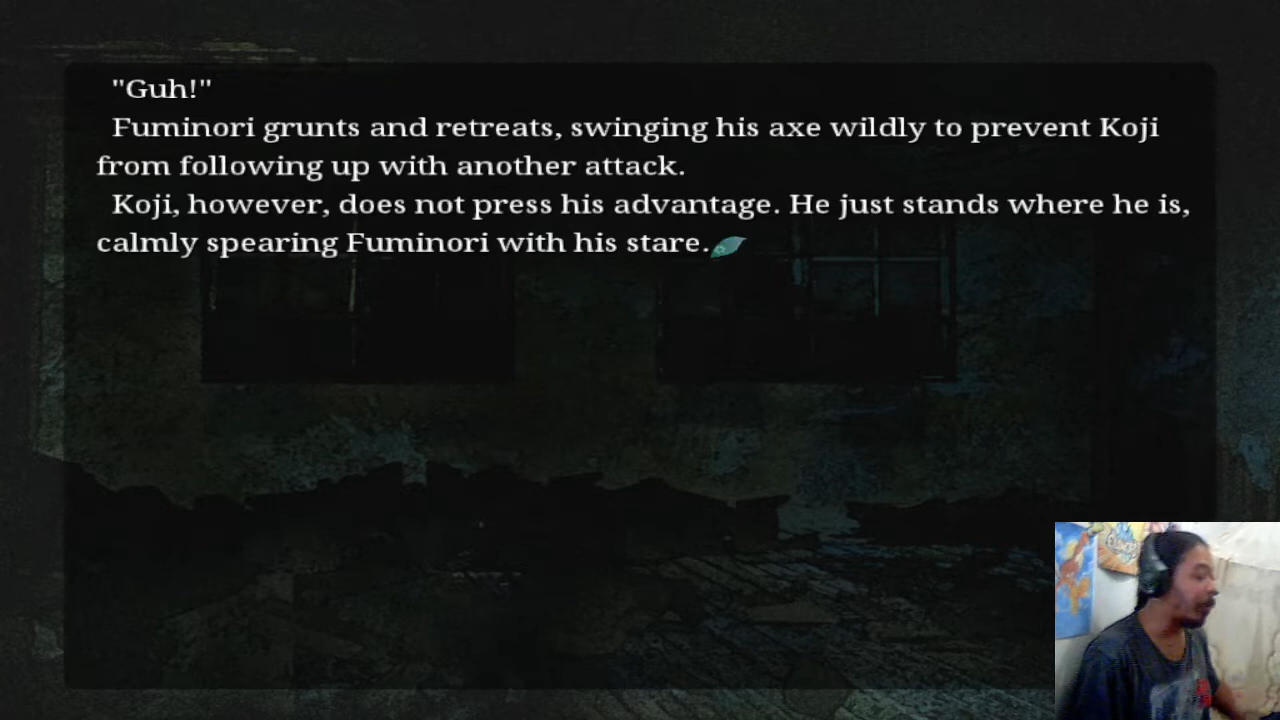 "Guh!"
Fuminori grunts and retreats, swinging his axe wildly to prevent Koji
from following up with another attack.
Koji, however, does not press his advantage. He just stands where he is,
calmly spearing Fuminori with his stare.